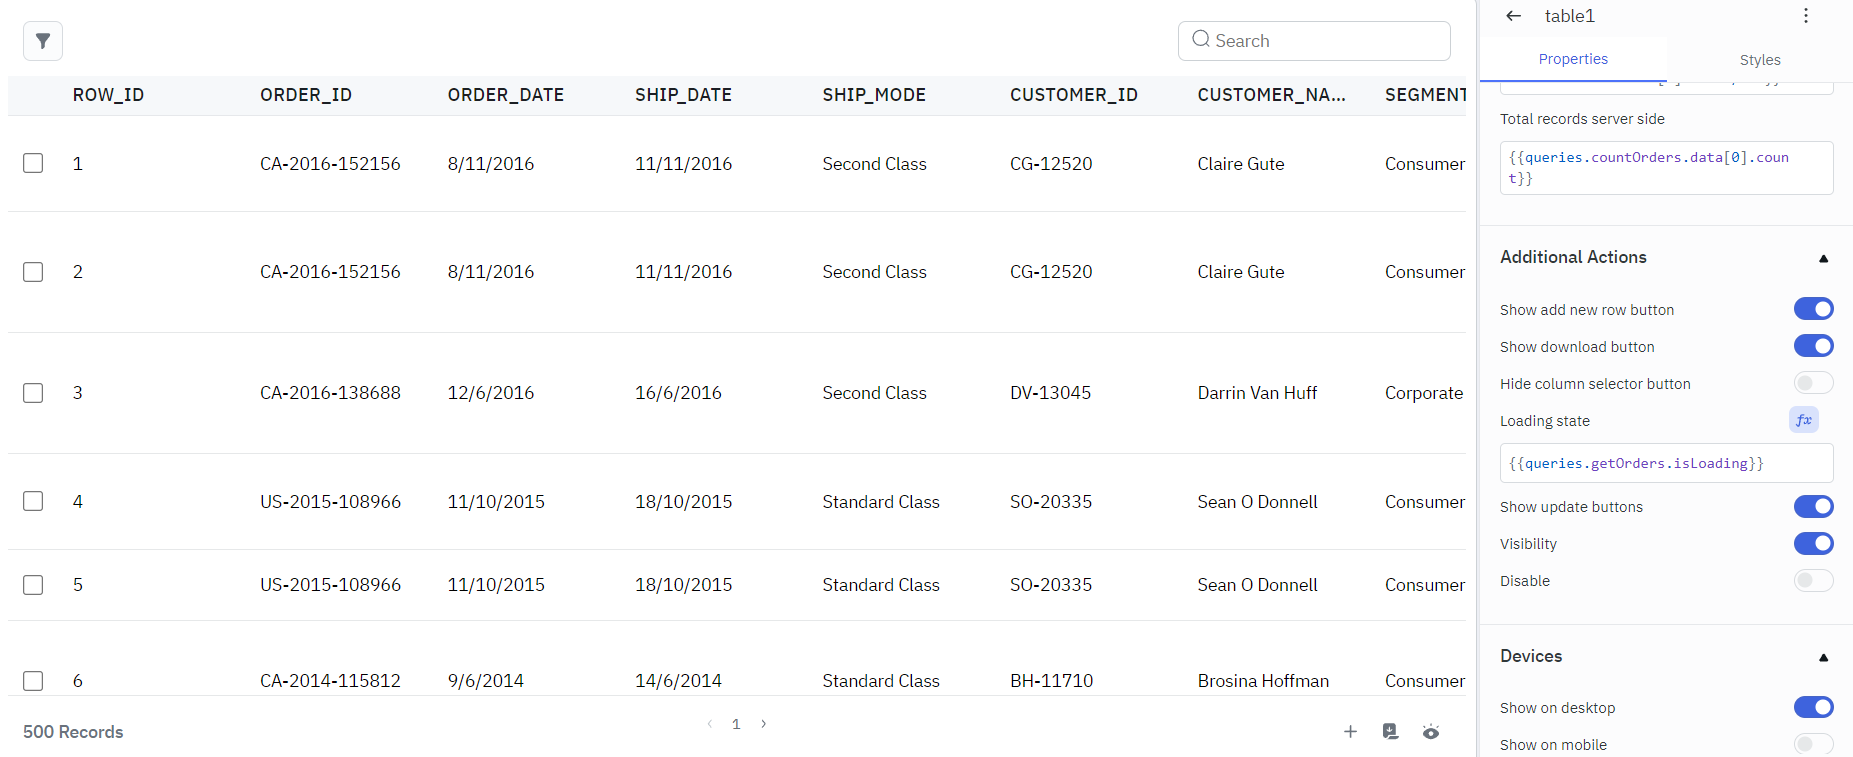 Search
ROW_ID ORDER_ID ORDER_DATE SHIP_DATE SHIP_MODE CUSTOMER_ID CUSTOMER_NA... SEGMENT
1 CA-2016-152156 8/11/2016 11/11/2016 Second Class CG-12520 Claire Gute Consumer
2 CA-2016-152156 8/11/2016 11/11/2016 Second Class CG-12520 Claire Gute Consumer
3 CA-2016-138688 12/6/2016 16/6/2016 Second Class DV-13045 Darrin Van Huff Corporate
4 US-2015-108966 11/10/2015 18/10/2015 Standard Class SO-20335 Sean O Donnell Consumer
5 US-2015-108966 11/10/2015 18/10/2015 Standard Class SO-20335 Sean O Donnell Consumer
6 CA-2014-115812 9/6/2014 14/6/2014 Standard Class BH-11710 Brosina Hoffman Consumer
500 Records
‹ 1 ›
table1
Properties Styles
Total records server side
{{queries.countOrders.data[0].coun
t}}
Additional Actions
Show add new row button
Show download button
Hide column selector button
Loading state fx
{{queries.getOrders.isLoading}}
Show update buttons
Visibility
Disable
Devices
Show on desktop
Show on mobile